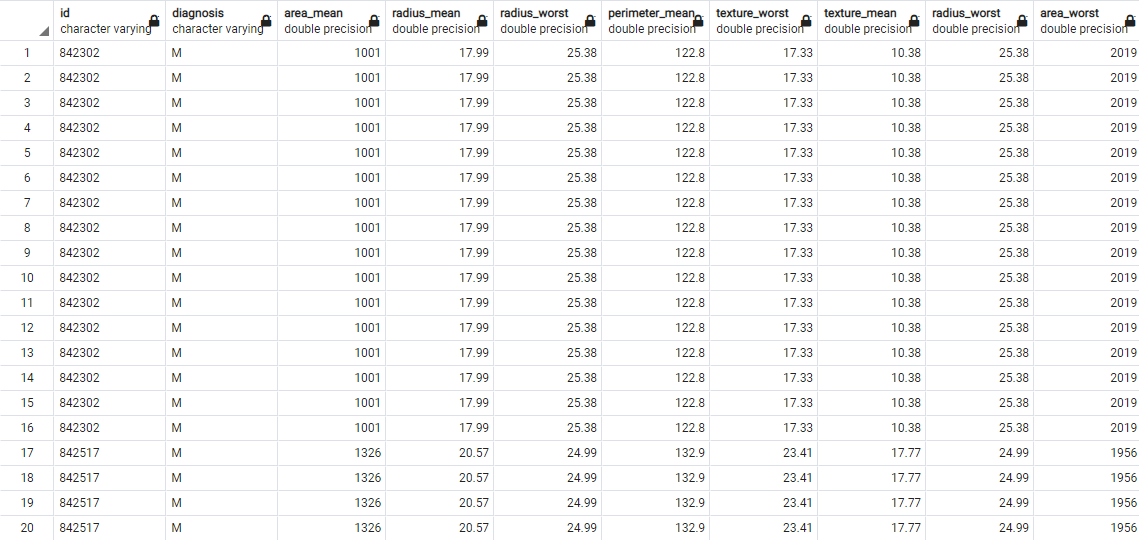 id diagnosis area_mean radius_mean radius_worst perimeter_mean texture_worst texture_mean radius_worst area_worst
character varying character varying double precision double precision double precision double precision double precision double precision double precision double precision
1 842302 M 1001 17.99 25.38 122.8 17.33 10.38 25.38 2019
2 842302 M 1001 17.99 25.38 122.8 17.33 10.38 25.38 2019
3 842302 M 1001 17.99 25.38 122.8 17.33 10.38 25.38 2019
4 842302 M 1001 17.99 25.38 122.8 17.33 10.38 25.38 2019
5 842302 M 1001 17.99 25.38 122.8 17.33 10.38 25.38 2019
6 842302 M 1001 17.99 25.38 122.8 17.33 10.38 25.38 2019
7 842302 M 1001 17.99 25.38 122.8 17.33 10.38 25.38 2019
8 842302 M 1001 17.99 25.38 122.8 17.33 10.38 25.38 2019
9 842302 M 1001 17.99 25.38 122.8 17.33 10.38 25.38 2019
10 842302 M 1001 17.99 25.38 122.8 17.33 10.38 25.38 2019
11 842302 M 1001 17.99 25.38 122.8 17.33 10.38 25.38 2019
12 842302 M 1001 17.99 25.38 122.8 17.33 10.38 25.38 2019
13 842302 M 1001 17.99 25.38 122.8 17.33 10.38 25.38 2019
14 842302 M 1001 17.99 25.38 122.8 17.33 10.38 25.38 2019
15 842302 M 1001 17.99 25.38 122.8 17.33 10.38 25.38 2019
16 842302 M 1001 17.99 25.38 122.8 17.33 10.38 25.38 2019
17 842517 M 1326 20.57 24.99 132.9 23.41 17.77 24.99 1956
18 842517 M 1326 20.57 24.99 132.9 23.41 17.77 24.99 1956
19 842517 M 1326 20.57 24.99 132.9 23.41 17.77 24.99 1956
20 842517 M 1326 20.57 24.99 132.9 23.41 17.77 24.99 1956